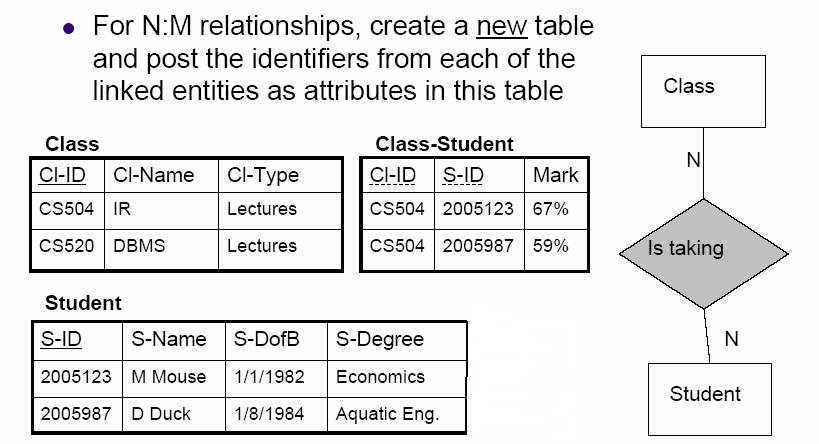 • For N:M relationships, create a new table
and post the identifiers from each of the
linked entities as attributes in this table
Class
Cl-ID Cl-Name Cl-Type
CS504 IR Lectures
CS520 DBMS Lectures
Class-Student
Cl-ID S-ID Mark
CS504 2005123 67%
CS504 2005987 59%
Student
S-ID S-Name S-DofB S-Degree
2005123 M Mouse 1/1/1982 Economics
2005987 D Duck 1/8/1984 Aquatic Eng.
Class
N
Is taking
N
Student